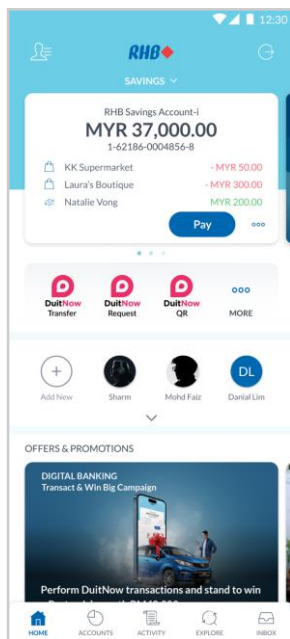 12:30
RHB
SAVINGS
RHB Savings Account-i
MYR 37,000.00
1-62186-0004856-8
KK Supermarket - MYR 50.00
Laura's Boutique - MYR 300.00
Natalie Vong MYR 200.00
Pay
DuitNow DuitNow DuitNow
Transfer Request QR MORE
DL
Add New Sharm Mohd Faiz Danial Lim
OFFERS & PROMOTIONS
DIGITAL BANKING
Transact & Win Big Campaign
Perform DuitNow transactions and stand to win
HOME ACCOUNTS ACTIVITY EXPLORE INBOX